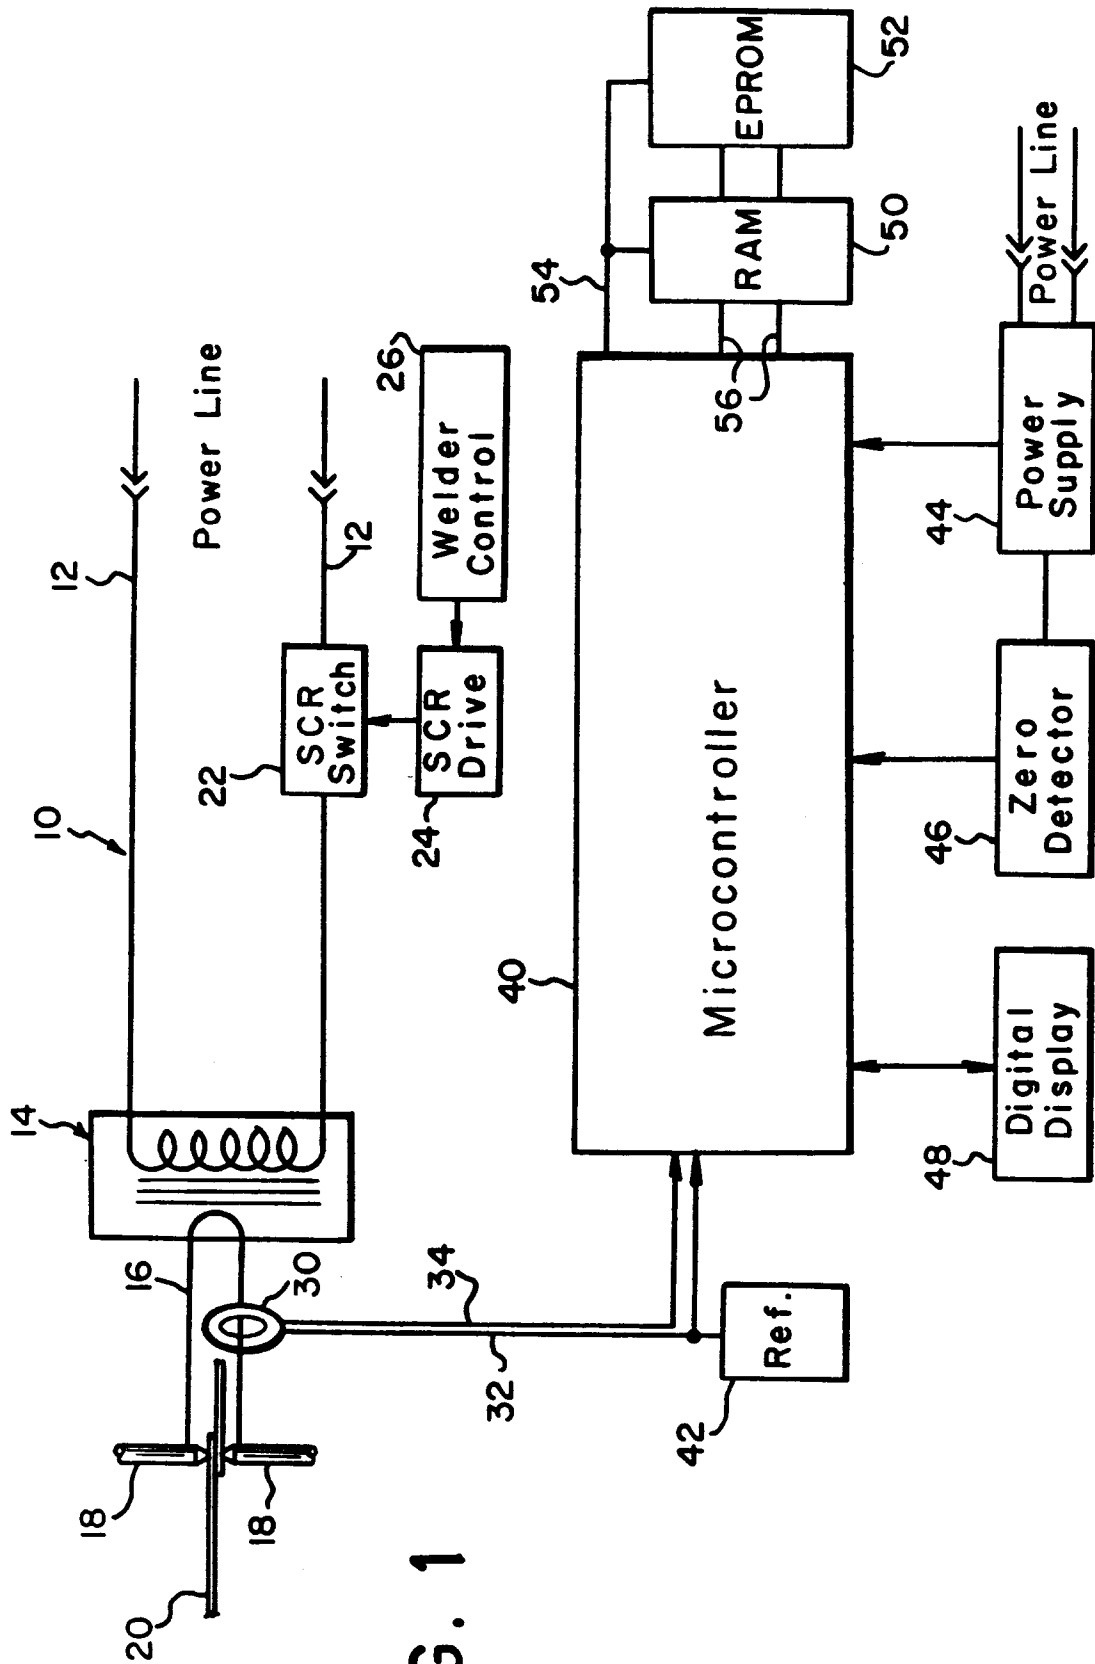 10
12
Power Line
12
14
16
18
18
20
30
34
32
22
SCR
Switch
24
SCR
Drive
26
Welder
Control
40
Microcontroller
54
56
RAM
50
EPROM
52
42
Ref.
48
Digital
Display
46
Zero
Detector
44
Power
Supply
Power Line
G. 1